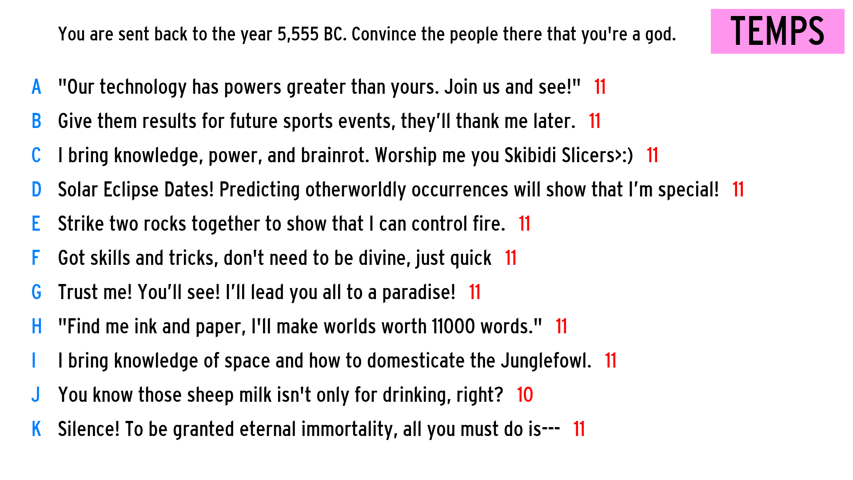 You are sent back to the year 5,555 BC. Convince the people there that you're a god.
TEMPS
A "Our technology has powers greater than yours. Join us and see!" 11
B Give them results for future sports events, they’ll thank me later. 11
C I bring knowledge, power, and brainrot. Worship me you Skibidi Slicers>:) 11
D Solar Eclipse Dates! Predicting otherworldly occurrences will show that I’m special! 11
E Strike two rocks together to show that I can control fire. 11
F Got skills and tricks, don't need to be divine, just quick 11
G Trust me! You’ll see! I’ll lead you all to a paradise! 11
H "Find me ink and paper, I'll make worlds worth 11000 words." 11
I I bring knowledge of space and how to domesticate the Junglefowl. 11
J You know those sheep milk isn't only for drinking, right? 10
K Silence! To be granted eternal immortality, all you must do is--- 11